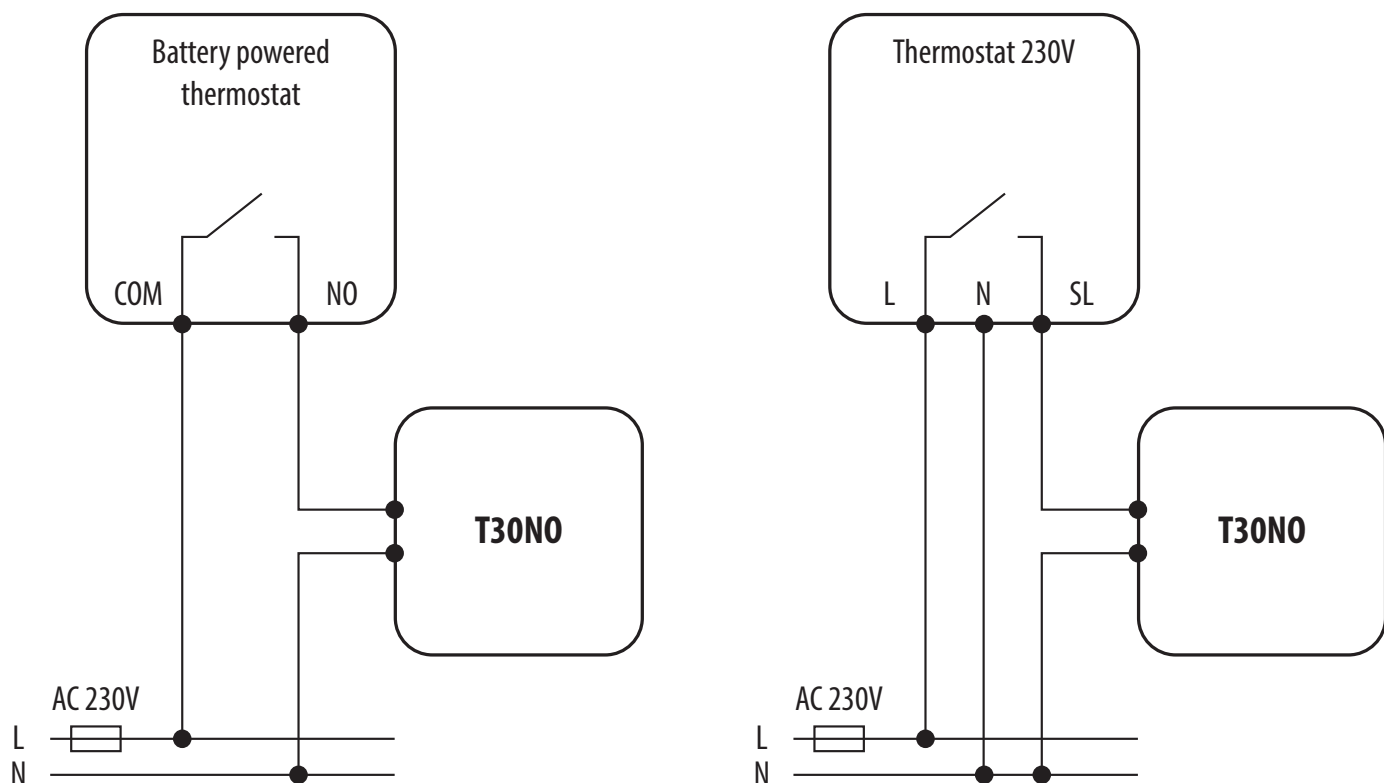 Battery powered
thermostat
COM
NO
T30NO
AC 230V
L
N
Thermostat 230V
L
N
SL
T30NO
AC 230V
L
N